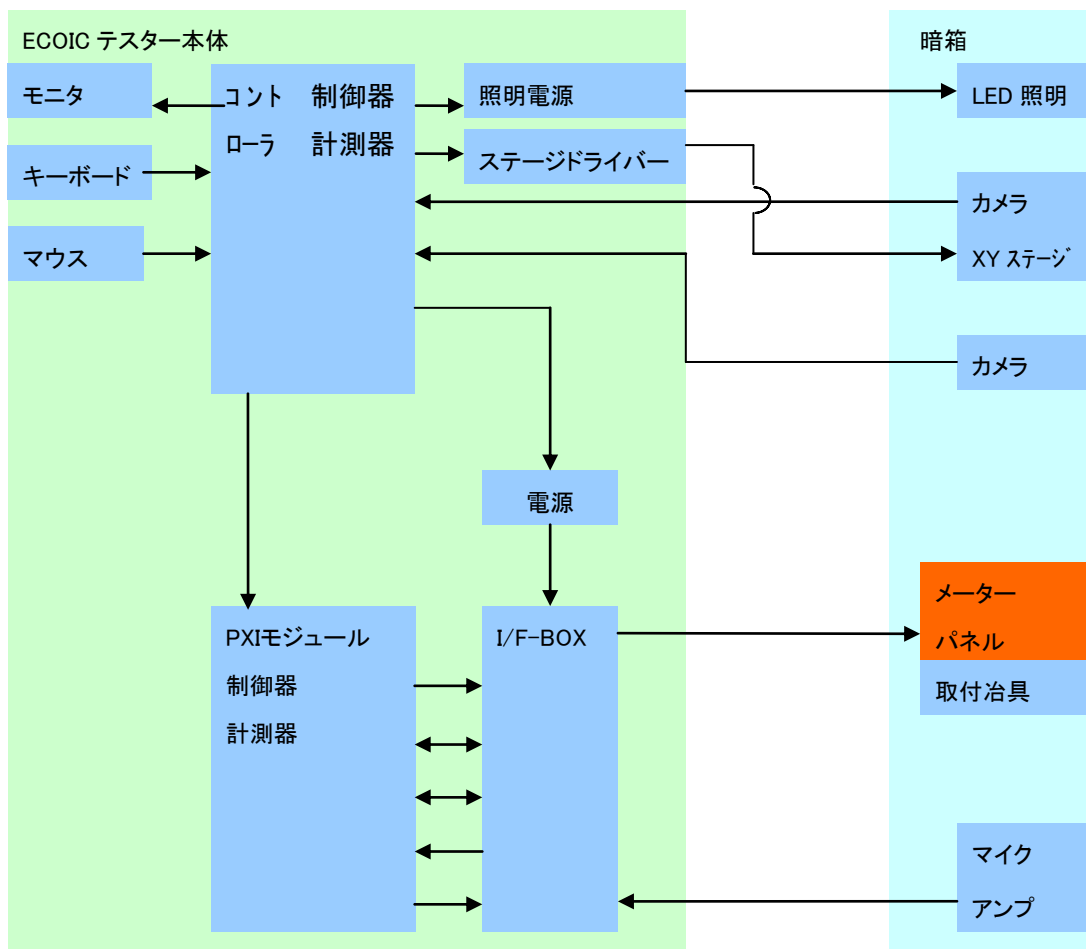 ECOIC テスター本体
暗箱
モニタ
コント 制御器
照明電源
LED 照明
ローラ 計測器
ステージドライバー
キーボード
カメラ
マウス
XY ステージ
カメラ
電源
メーター
パネル
PXIモジュール
I/F-BOX
制御器
取付冶具
計測器
マイク
アンプ